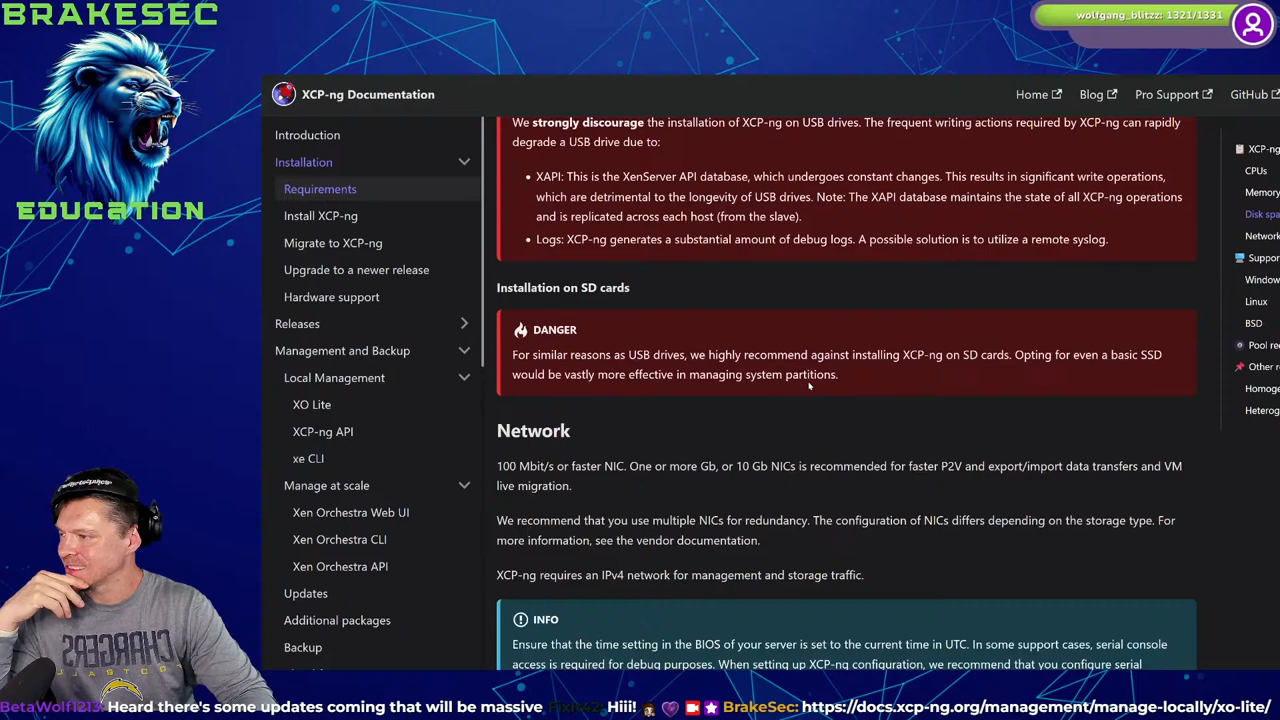 BRAKESEC
EDUCATION
wolfgang_blitzz: 1321/1331
XCP-ng Documentation
Home
Blog
Pro Support
GitHub
Introduction
Installation
Requirements
Install XCP-ng
Migrate to XCP-ng
Upgrade to a newer release
Hardware support
Releases
Management and Backup
Local Management
XO Lite
XCP-ng API
xe CLI
Manage at scale
Xen Orchestra Web UI
Xen Orchestra CLI
Xen Orchestra API
Updates
Additional packages
Backup
We strongly discourage the installation of XCP-ng on USB drives. The frequent writing actions required by XCP-ng can rapidly
degrade a USB drive due to:
• XAPI: This is the XenServer API database, which undergoes constant changes. This results in significant write operations,
which are detrimental to the longevity of USB drives. Note: The XAPI database maintains the state of all XCP-ng operations
and is replicated across each host (from the slave).
• Logs: XCP-ng generates a substantial amount of debug logs. A possible solution is to utilize a remote syslog.
Installation on SD cards
DANGER
For similar reasons as USB drives, we highly recommend against installing XCP-ng on SD cards. Opting for even a basic SSD
would be vastly more effective in managing system partitions.
Network
100 Mbit/s or faster NIC. One or more Gb, or 10 Gb NICs is recommended for faster P2V and export/import data transfers and VM
live migration.
We recommend that you use multiple NICs for redundancy. The configuration of NICs differs depending on the storage type. For
more information, see the vendor documentation.
XCP-ng requires an IPv4 network for management and storage traffic.
INFO
Ensure that the time setting in the BIOS of your server is set to the current time in UTC. In some support cases, serial console
access is required for debug purposes. When setting up XCP-ng configuration, we recommend that you configure serial
XCP-ng
CPUs
Memory
Disk spa
Network
Suppor
Window
Linux
BSD
Pool re
Other r
Homoge
Heterog
CHARGERS
FOOTBALL
BetaWolf1213: Heard there's some updates coming that will be massive Fixit42: Hiii! BrakeSec: https://docs.xcp-ng.org/management/manage-locally/xo-lite/